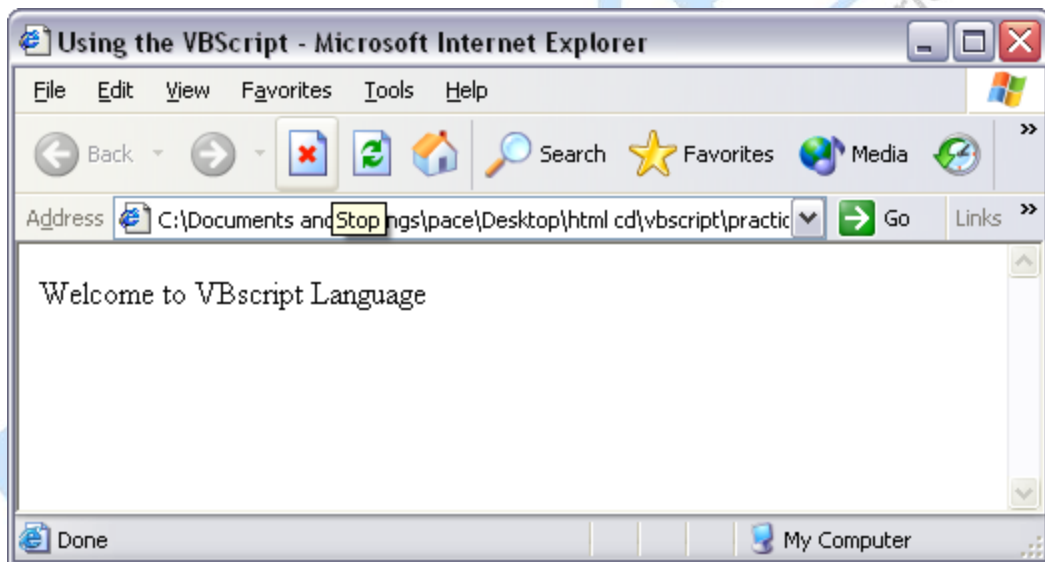 Using the VBScript - Microsoft Internet Explorer
File Edit View Favorites Tools Help
Back Search Favorites Media »
Address C:\Documents and Stop ngs\pace\Desktop\html cd\vbscript\practic Go Links »
Welcome to VBscript Language
Done My Computer